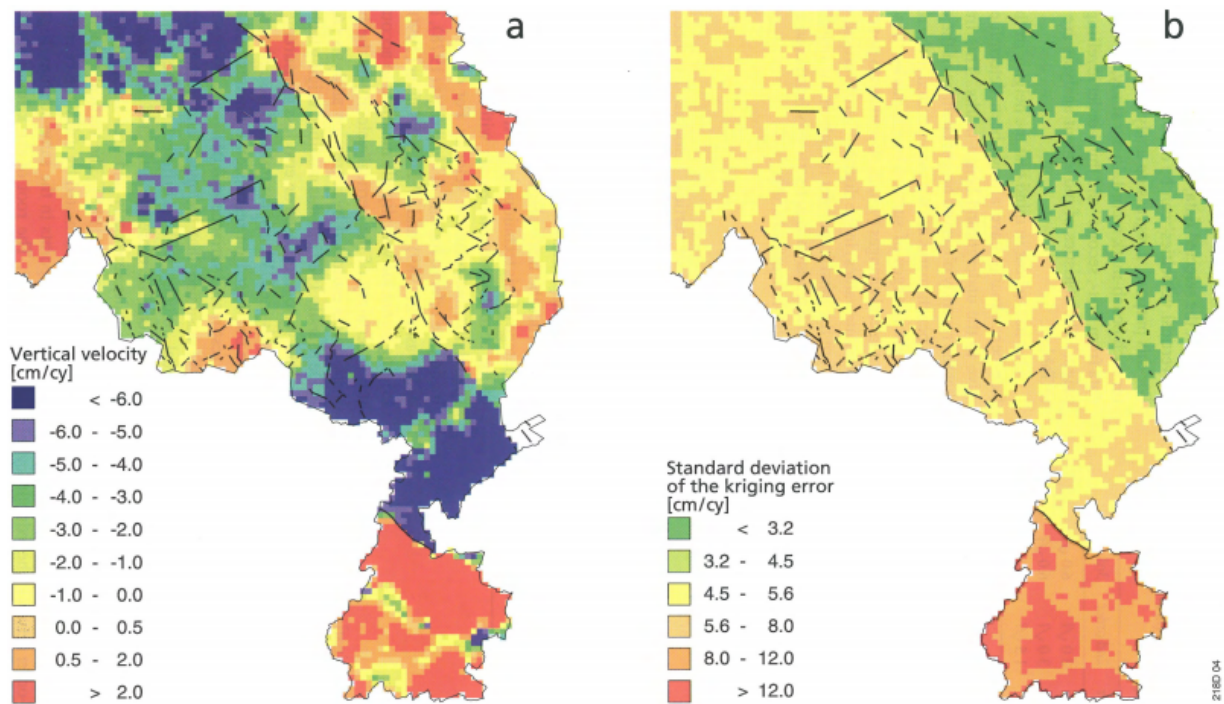 a
b
Vertical velocity
[cm/cy]
< -6.0
-6.0 - -5.0
-5.0 - -4.0
-4.0 - -3.0
-3.0 - -2.0
-2.0 - -1.0
-1.0 - 0.0
0.0 - 0.5
0.5 - 2.0
> 2.0
Standard deviation
of the kriging error
[cm/cy]
< 3.2
3.2 - 4.5
4.5 - 5.6
5.6 - 8.0
8.0 - 12.0
> 12.0
218D 04